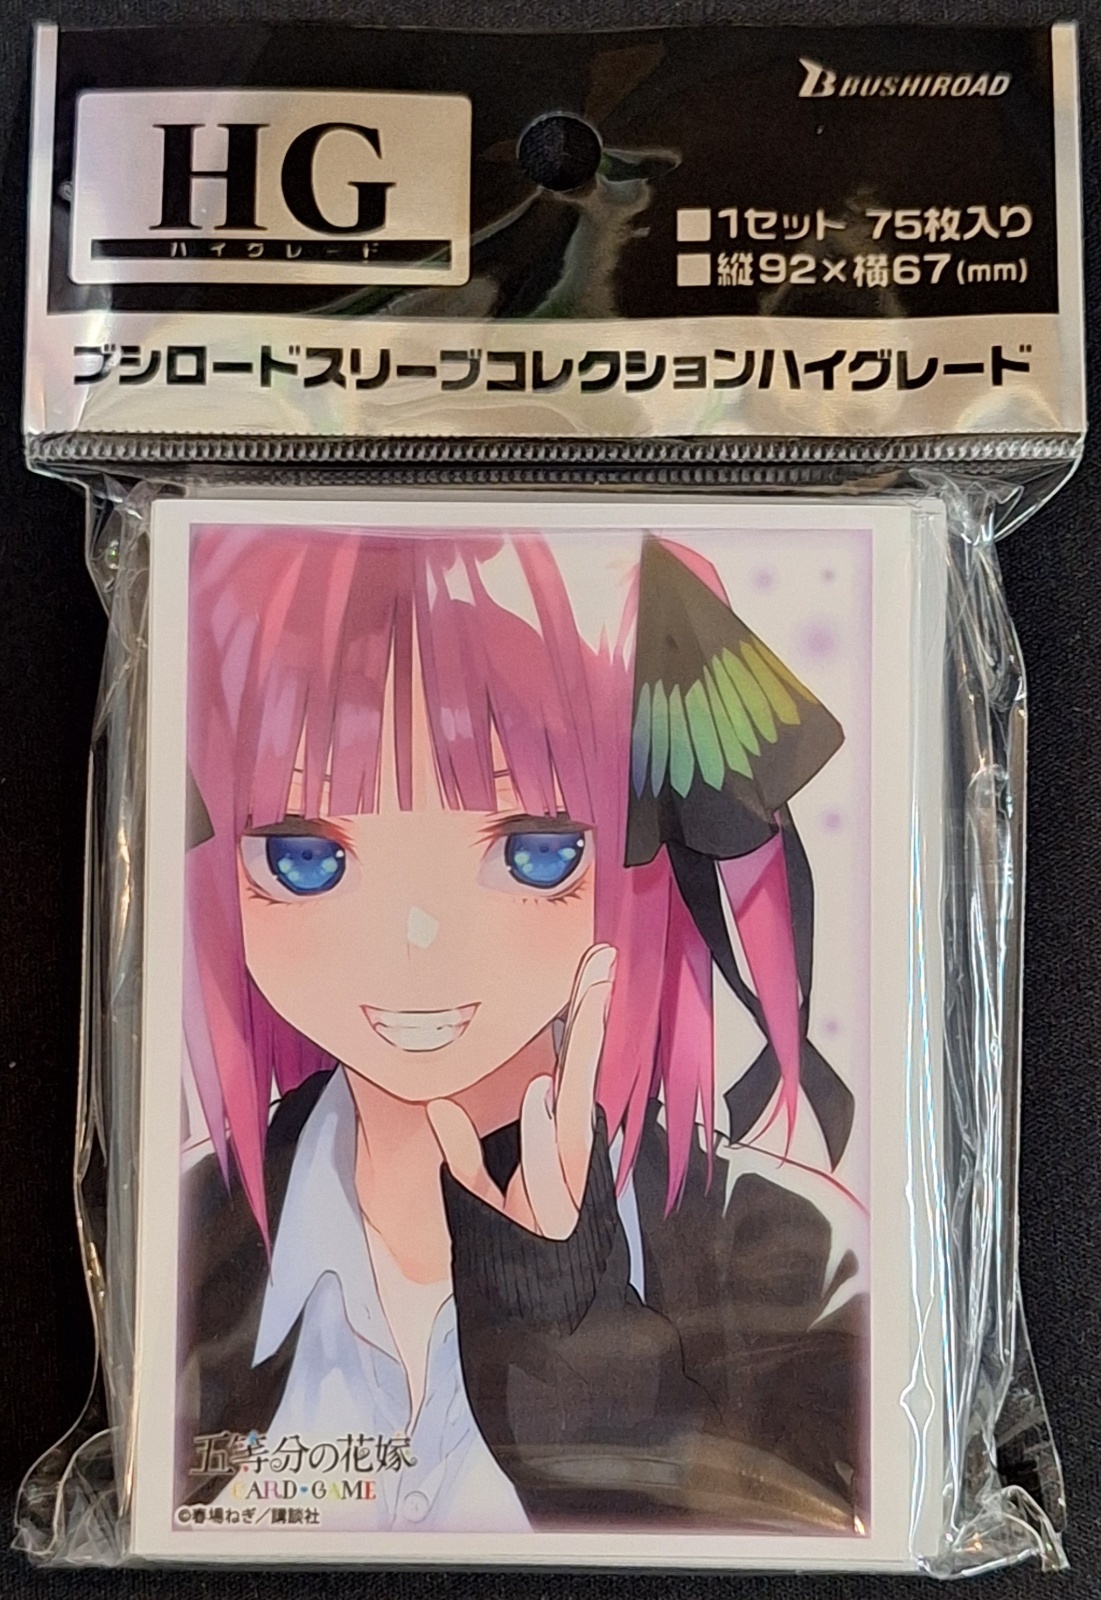 BUSHIROAD
HG
ハイグレード
■1セット 75枚入り
■縦92×横67(mm)
ブシロードスリーブコレクションハイグレード
五等分の花嫁
CARD・GAME
©春場ねぎ／講談社